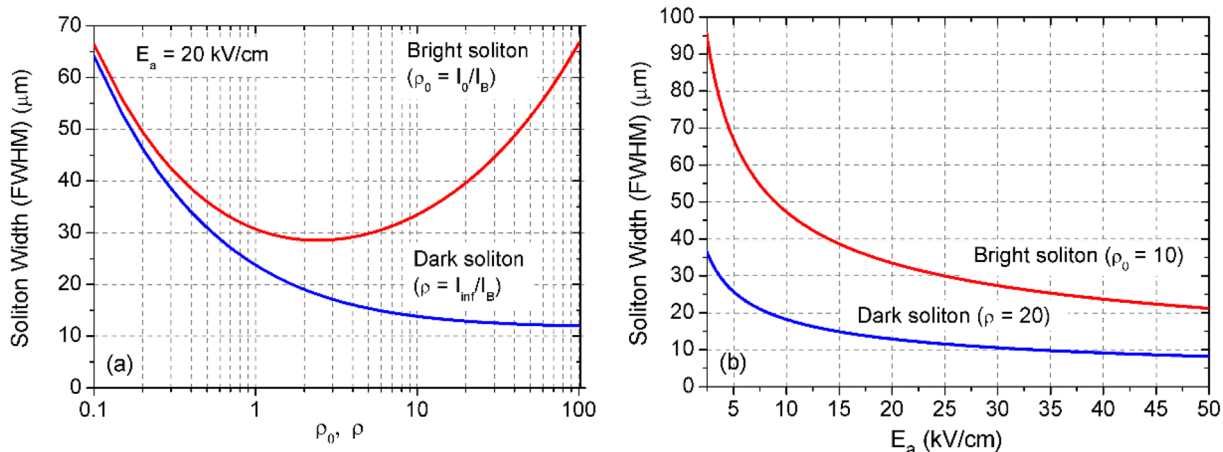 70
60
50
40
30
20
10
0
Soliton Width (FWHM) (μm)
E_a = 20 kV/cm
Bright soliton
(ρ_0 = I_0/I_B)
Dark soliton
(ρ = I_inf/I_B)
(a)
0.1 1 10 100
ρ_0, ρ
100
90
80
70
60
50
40
30
20
10
0
Soliton Width (FWHM) (μm)
Bright soliton (ρ_0 = 10)
Dark soliton (ρ = 20)
(b)
5 10 15 20 25 30 35 40 45 50
E_a (kV/cm)